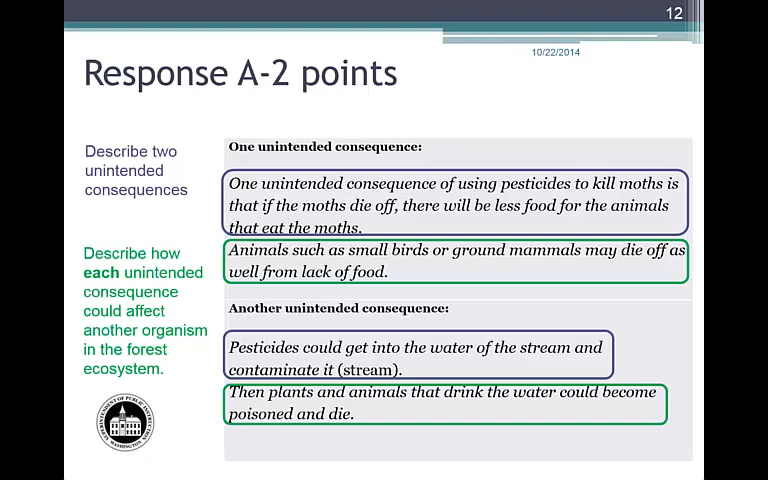 12
10/22/2014
Response A-2 points
Describe two
unintended
consequences
Describe how
each unintended
consequence
could affect
another organism
in the forest
ecosystem.
One unintended consequence:
One unintended consequence of using pesticides to kill moths is
that if the moths die off, there will be less food for the animals
that eat the moths.
Animals such as small birds or ground mammals may die off as
well from lack of food.
Another unintended consequence:
Pesticides could get into the water of the stream and
contaminate it (stream).
Then plants and animals that drink the water could become
poisoned and die.
SUPERINTENDENT OF PUBLIC INSTRUCTION
WASHINGTON